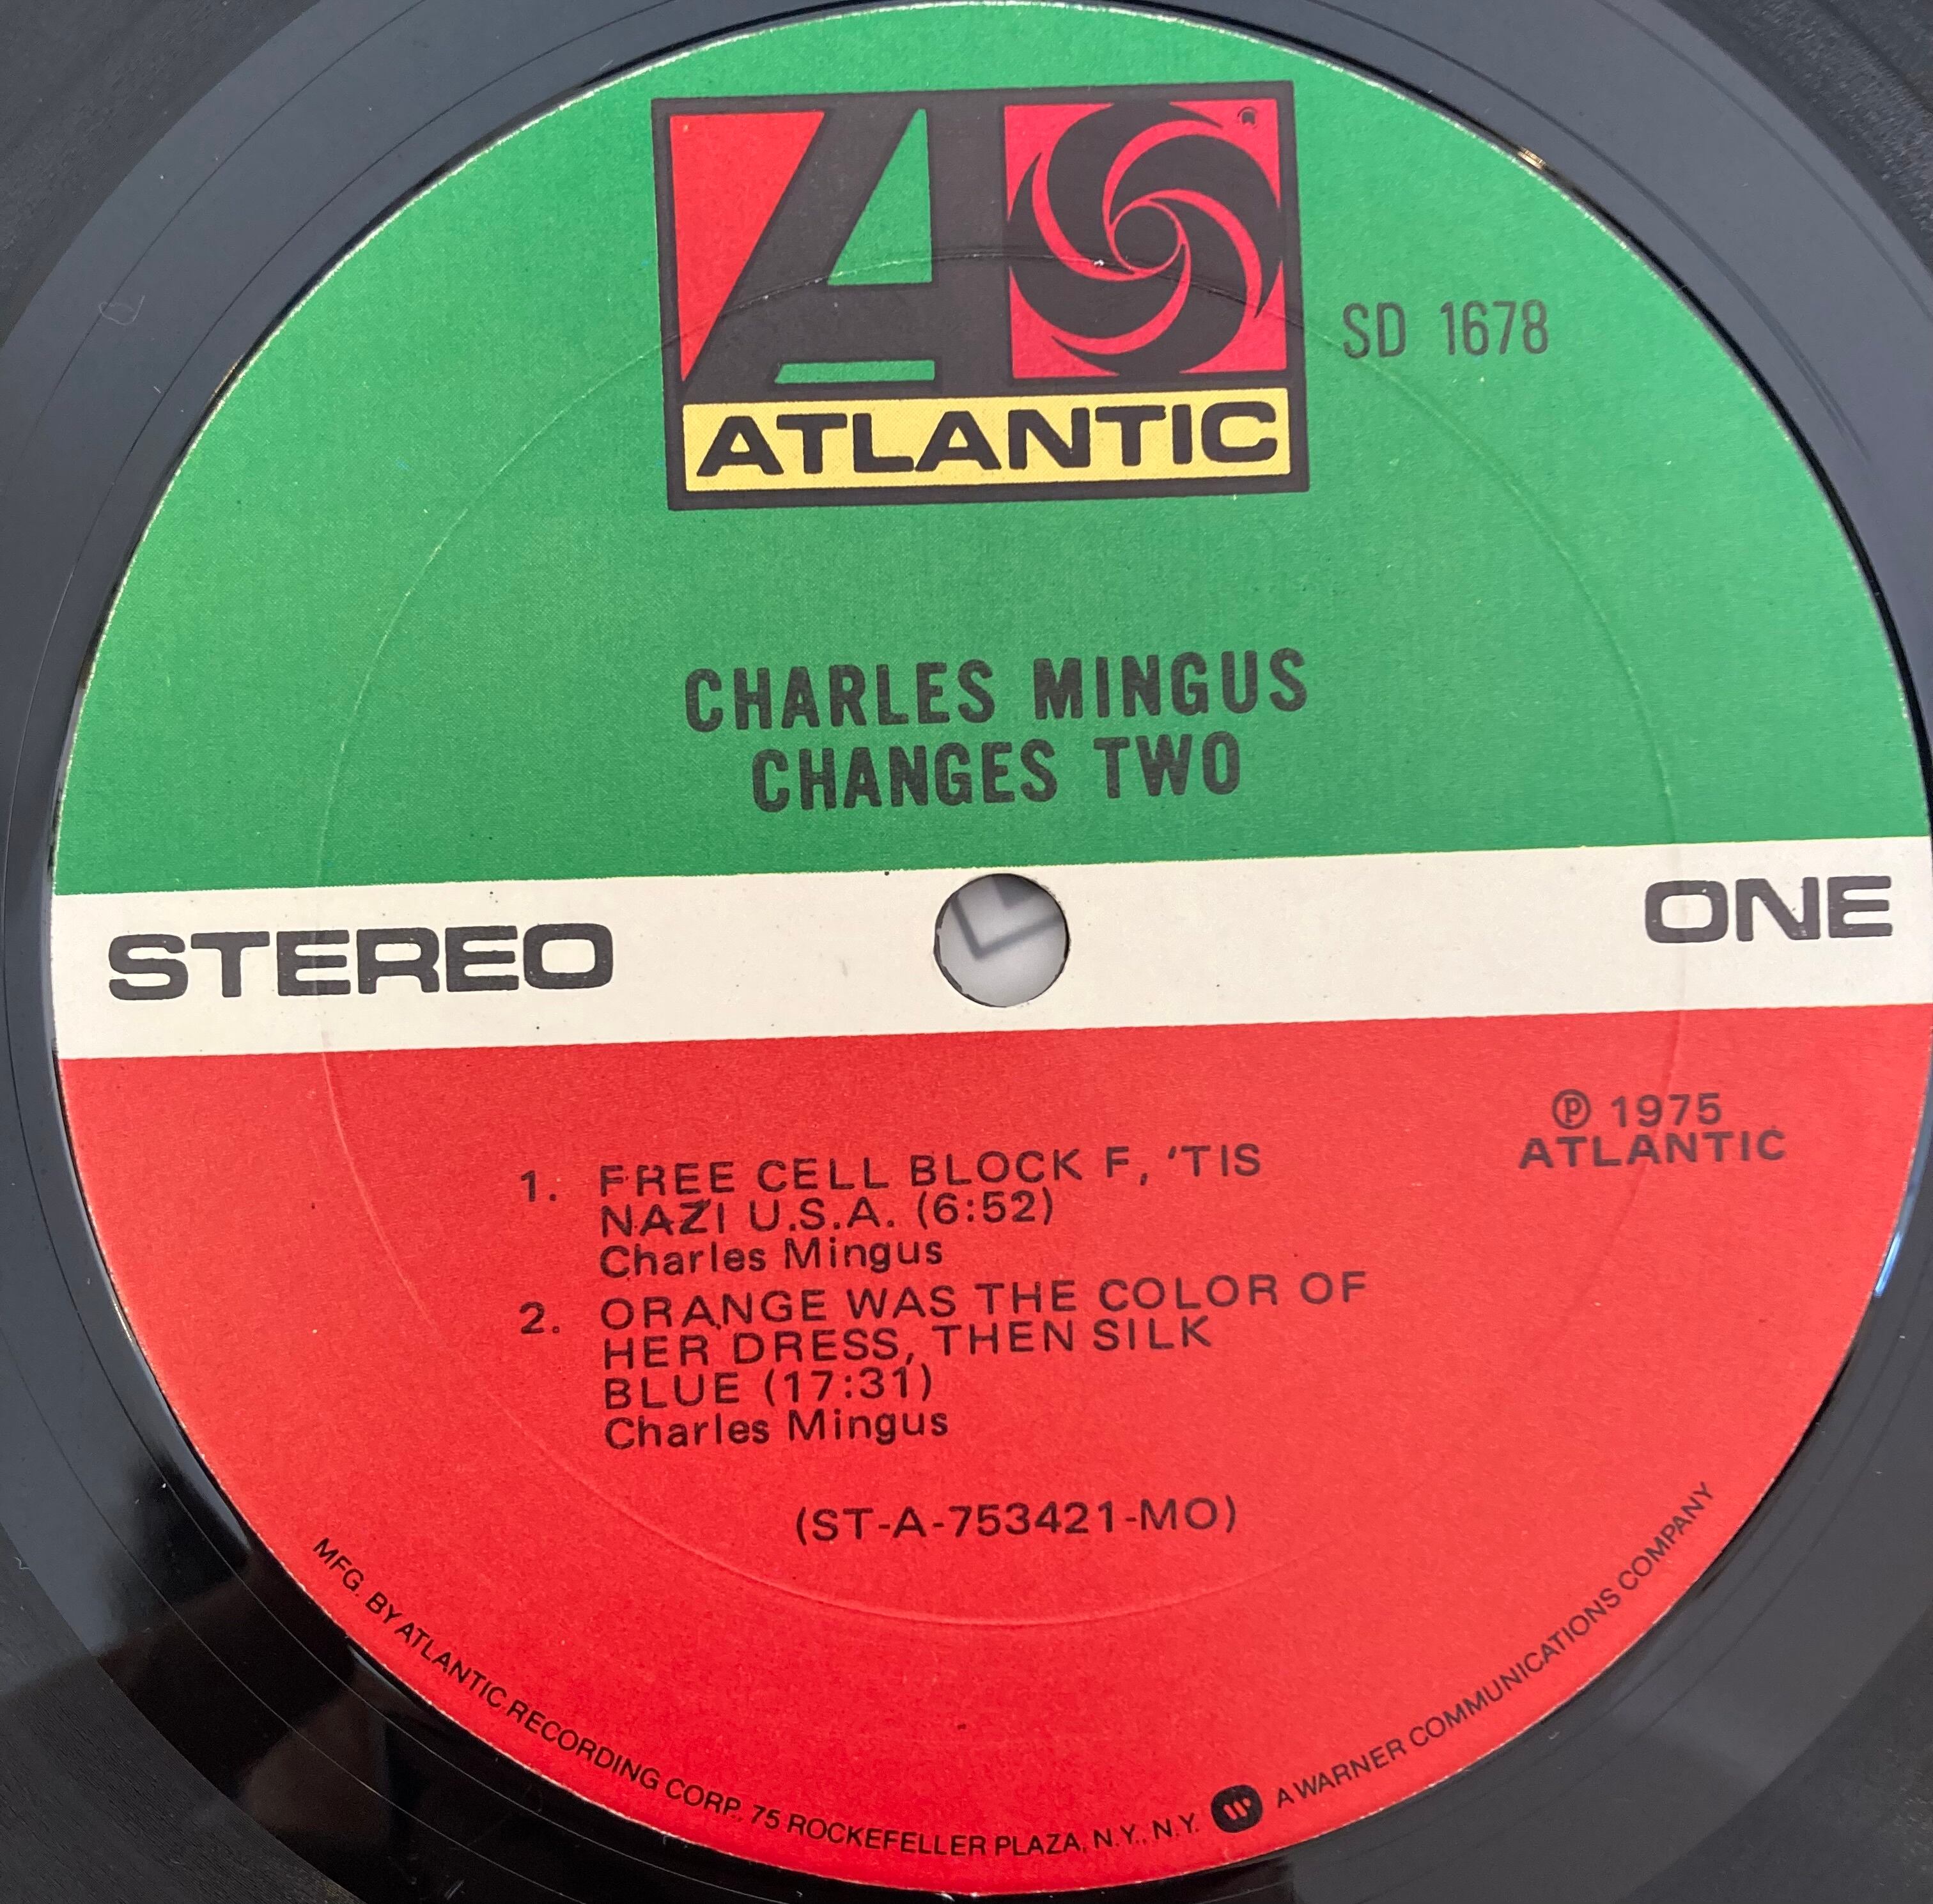 ATLANTIC
SD 1678
CHARLES MINGUS
CHANGES TWO
STEREO
ONE
Ⓟ 1975
ATLANTIC
1. FREE CELL BLOCK F, 'TIS
NAZI U.S.A. (6:52)
Charles Mingus
2. ORANGE WAS THE COLOR OF
HER DRESS, THEN SILK
BLUE (17:31)
Charles Mingus
(ST-A-753421-MO)
MFG. BY ATLANTIC RECORDING CORP., 75 ROCKEFELLER PLAZA, N.Y., N.Y. A WARNER COMMUNICATIONS COMPANY